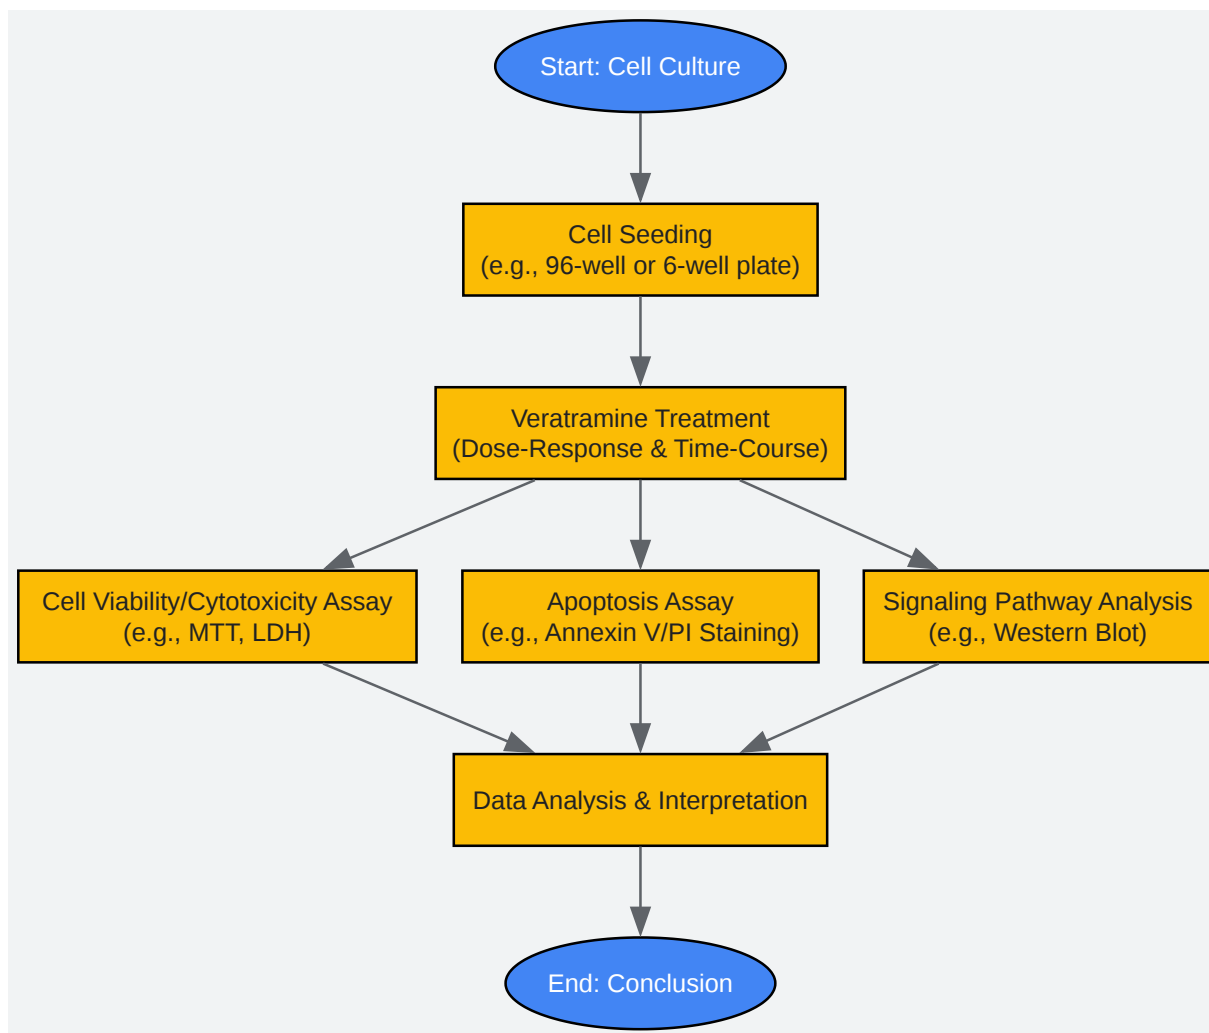 Start: Cell Culture
Cell Seeding
(e.g., 96-well or 6-well plate)
Veratramine Treatment
(Dose-Response & Time-Course)
Cell Viability/Cytotoxicity Assay
(e.g., MTT, LDH)
Apoptosis Assay
(e.g., Annexin V/PI Staining)
Signaling Pathway Analysis
(e.g., Western Blot)
Data Analysis & Interpretation
End: Conclusion